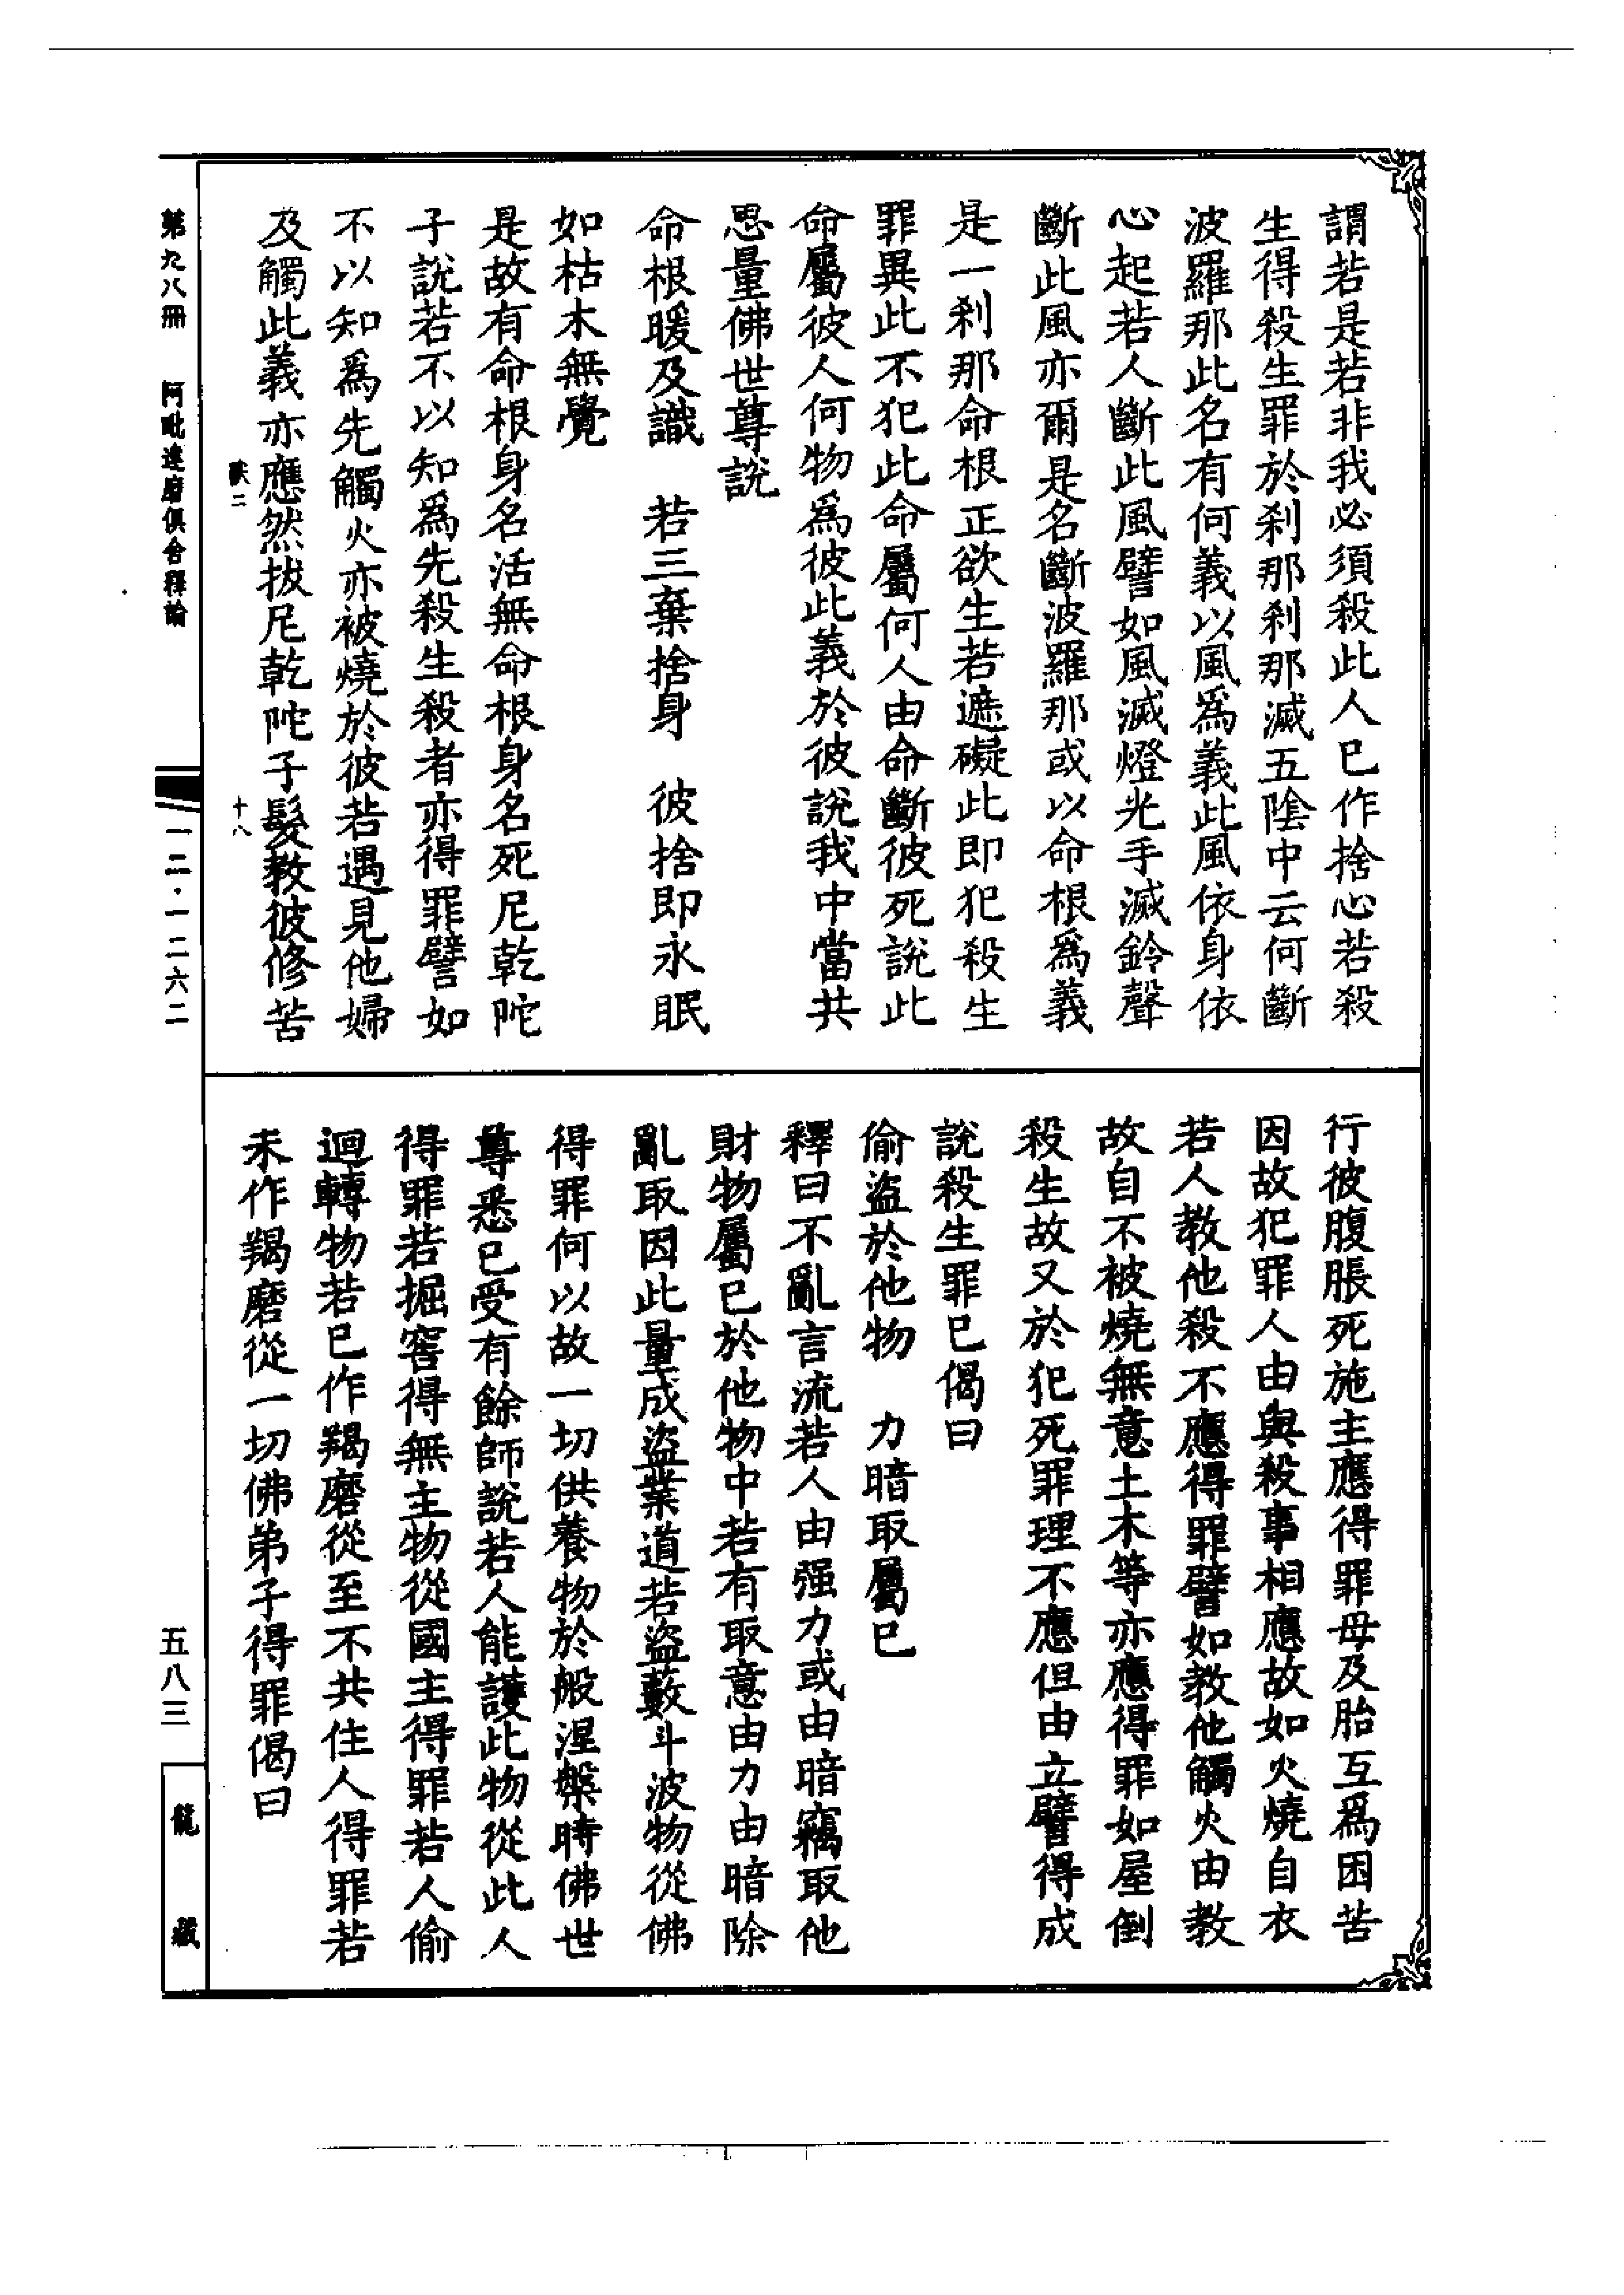 謂若是若非我必須殺此人已作捨心若殺
生得殺生罪於刹那刹那滅五陰中云何斷
波羅那此名有何義以風為義此風依身依
心起若人斷此風譬如風滅燈光手滅鈴聲
斷此風亦爾是名斷波羅那或以命根為義
是一刹那命根正欲生若遮礙此即犯殺生
罪異此不犯此命屬何人由命斷彼死說此
命屬彼人何物為彼此義於彼說我中當共
思量佛世尊說
命根暖及識　若三棄捨身　彼捨即永眠
如枯木無覺
是故有命根身名活無命根身名死尼乾陀
子說若不以知為先殺生殺者亦得罪譬如
不以知為先觸火亦被燒於彼若遇見他婦
及觸此義亦應然拔尼乾陀子髮教彼修苦
十八
行彼腹脹死施主應得罪母及胎互為困苦
因故犯罪人由與殺事相應故如火燒自衣
若人教他殺不應得罪譬如教他觸火由教
故自不被燒無意土木等亦應得罪如屋倒
殺生故又於犯死罪理不應但由立譬得成
說殺生罪已偈曰
偷盜於他物　力暗取屬已
釋曰不亂言流若人由强力或由暗竊取他
財物屬已於他物中若有取意由力由暗除
亂取因此量成盜業道若盜藪斗波物從佛
得罪何以故一切供養物於般涅槃時佛世
尊悉已受有餘師說若人能護此物從此人
得罪若掘窖得無主物從國主得罪若人偷
迴轉物若已作羯磨從至不共住人得罪若
未作羯磨從一切佛弟子得罪偈曰
第九八冊　阿毗達磨俱舍釋論
一二·一二六二
五八三
龍藏